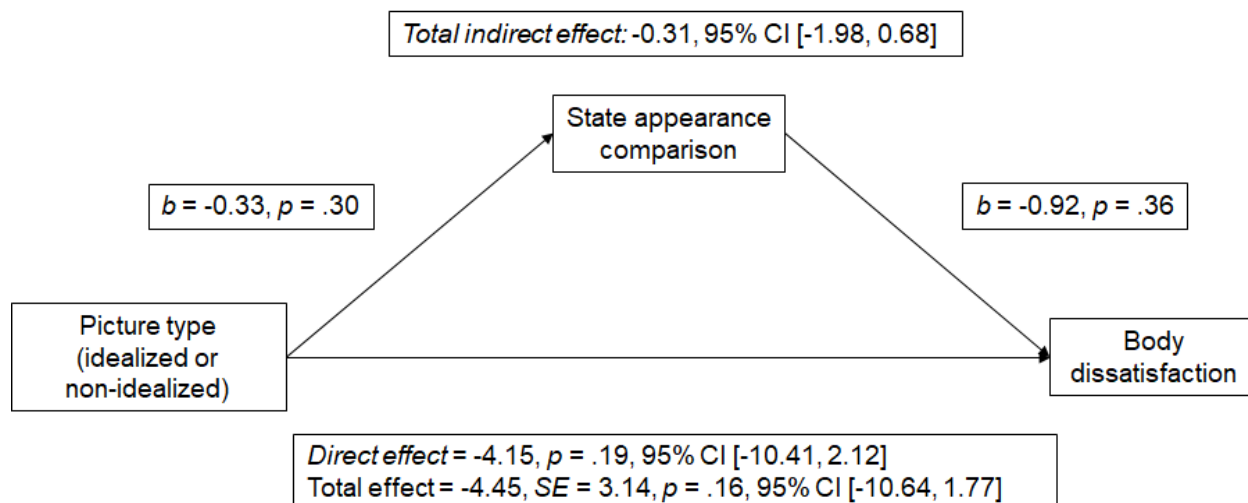 Total indirect effect: -0.31, 95% CI [-1.98, 0.68]
State appearance
comparison
b = -0.33, p = .30
b = -0.92, p = .36
Picture type
(idealized or
non-idealized)
Body
dissatisfaction
Direct effect = -4.15, p = .19, 95% CI [-10.41, 2.12]
Total effect = -4.45, SE = 3.14, p = .16, 95% CI [-10.64, 1.77]